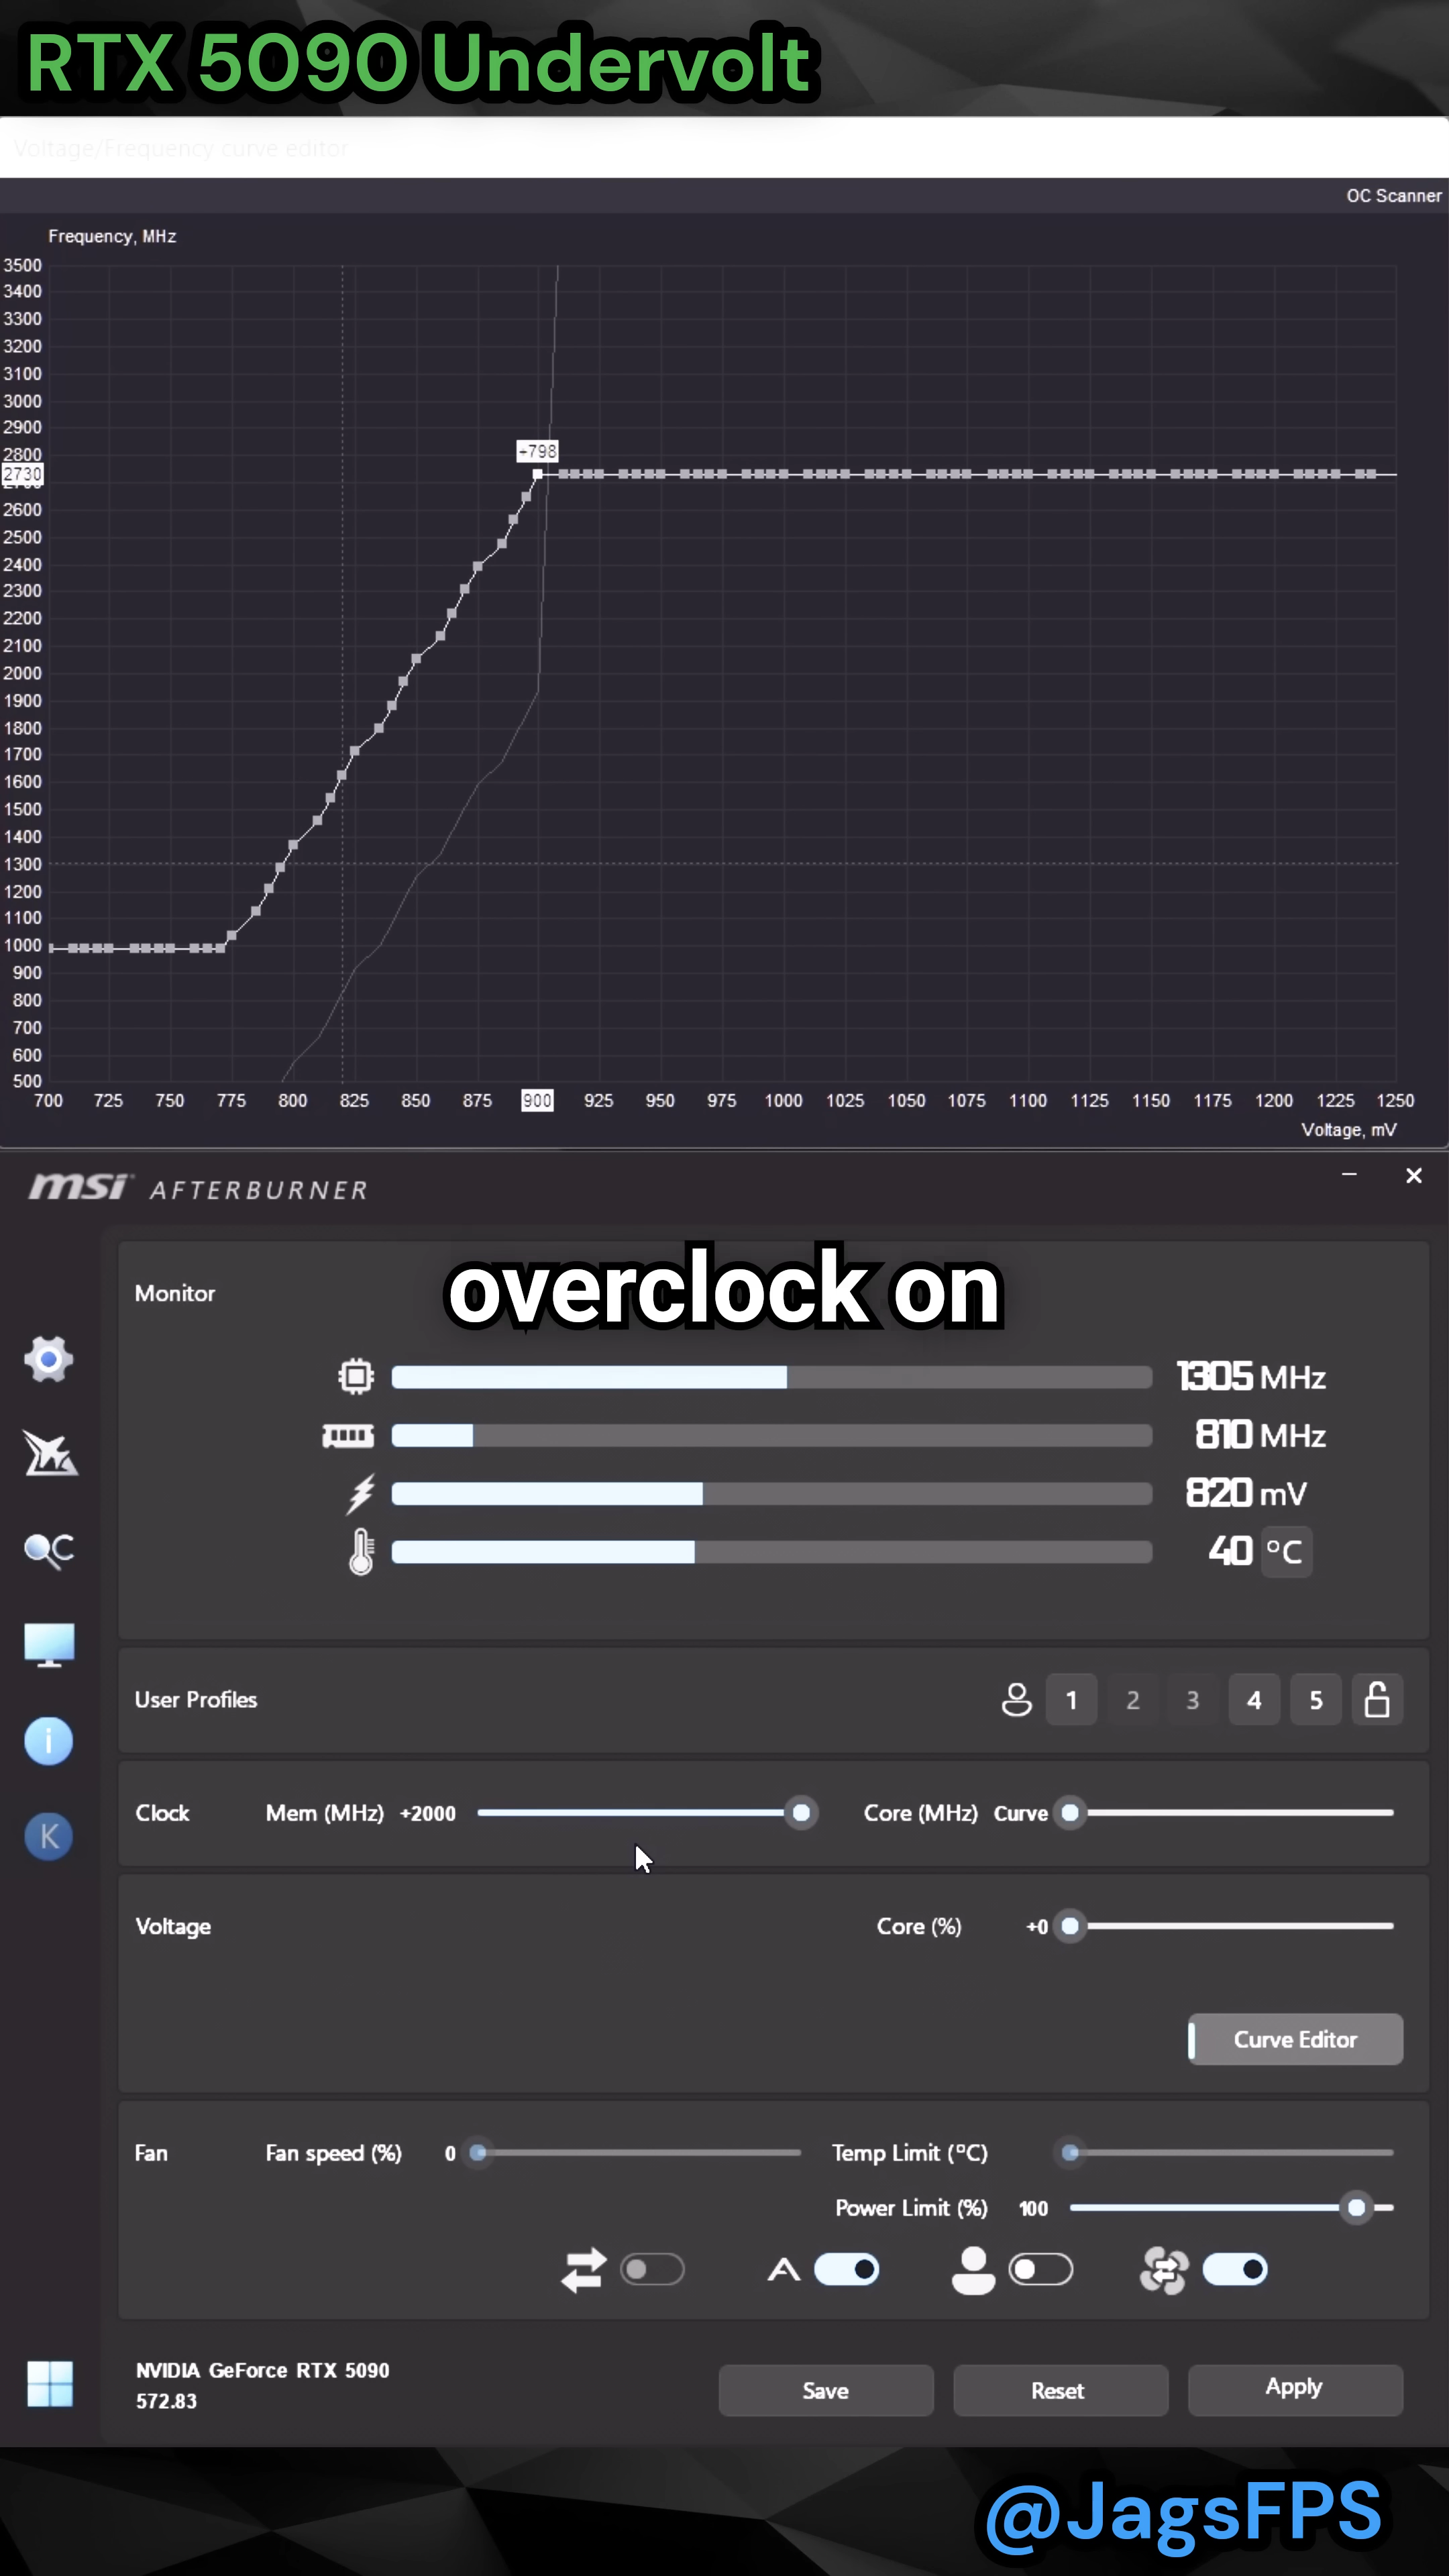 RTX 5090 Undervolt
Voltage/Frequency curve editor
OC Scanner
Frequency, MHz
3500
3400
3300
3200
3100
3000
2900
+798
2800
2730
2600
2500
2400
2300
2200
2100
2000
1900
1800
1700
1600
1500
1400
1300
1200
1100
1000
900
800
700
600
500
700 725 750 775 800 825 850 875 900 925 950 975 1000 1025 1050 1075 1100 1125 1150 1175 1200 1225 1250
Voltage, mV
msi AFTERBURNER
overclock on
Monitor
1305 MHz
810 MHz
820 mV
40 °C
User Profiles 1 2 3 4 5
Clock Mem (MHz) +2000 Core (MHz) Curve
Voltage Core (%) +0
Curve Editor
Fan Fan speed (%) 0 Temp Limit (°C)
Power Limit (%) 100
NVIDIA GeForce RTX 5090
572.83
Save Reset Apply
@JagsFPS